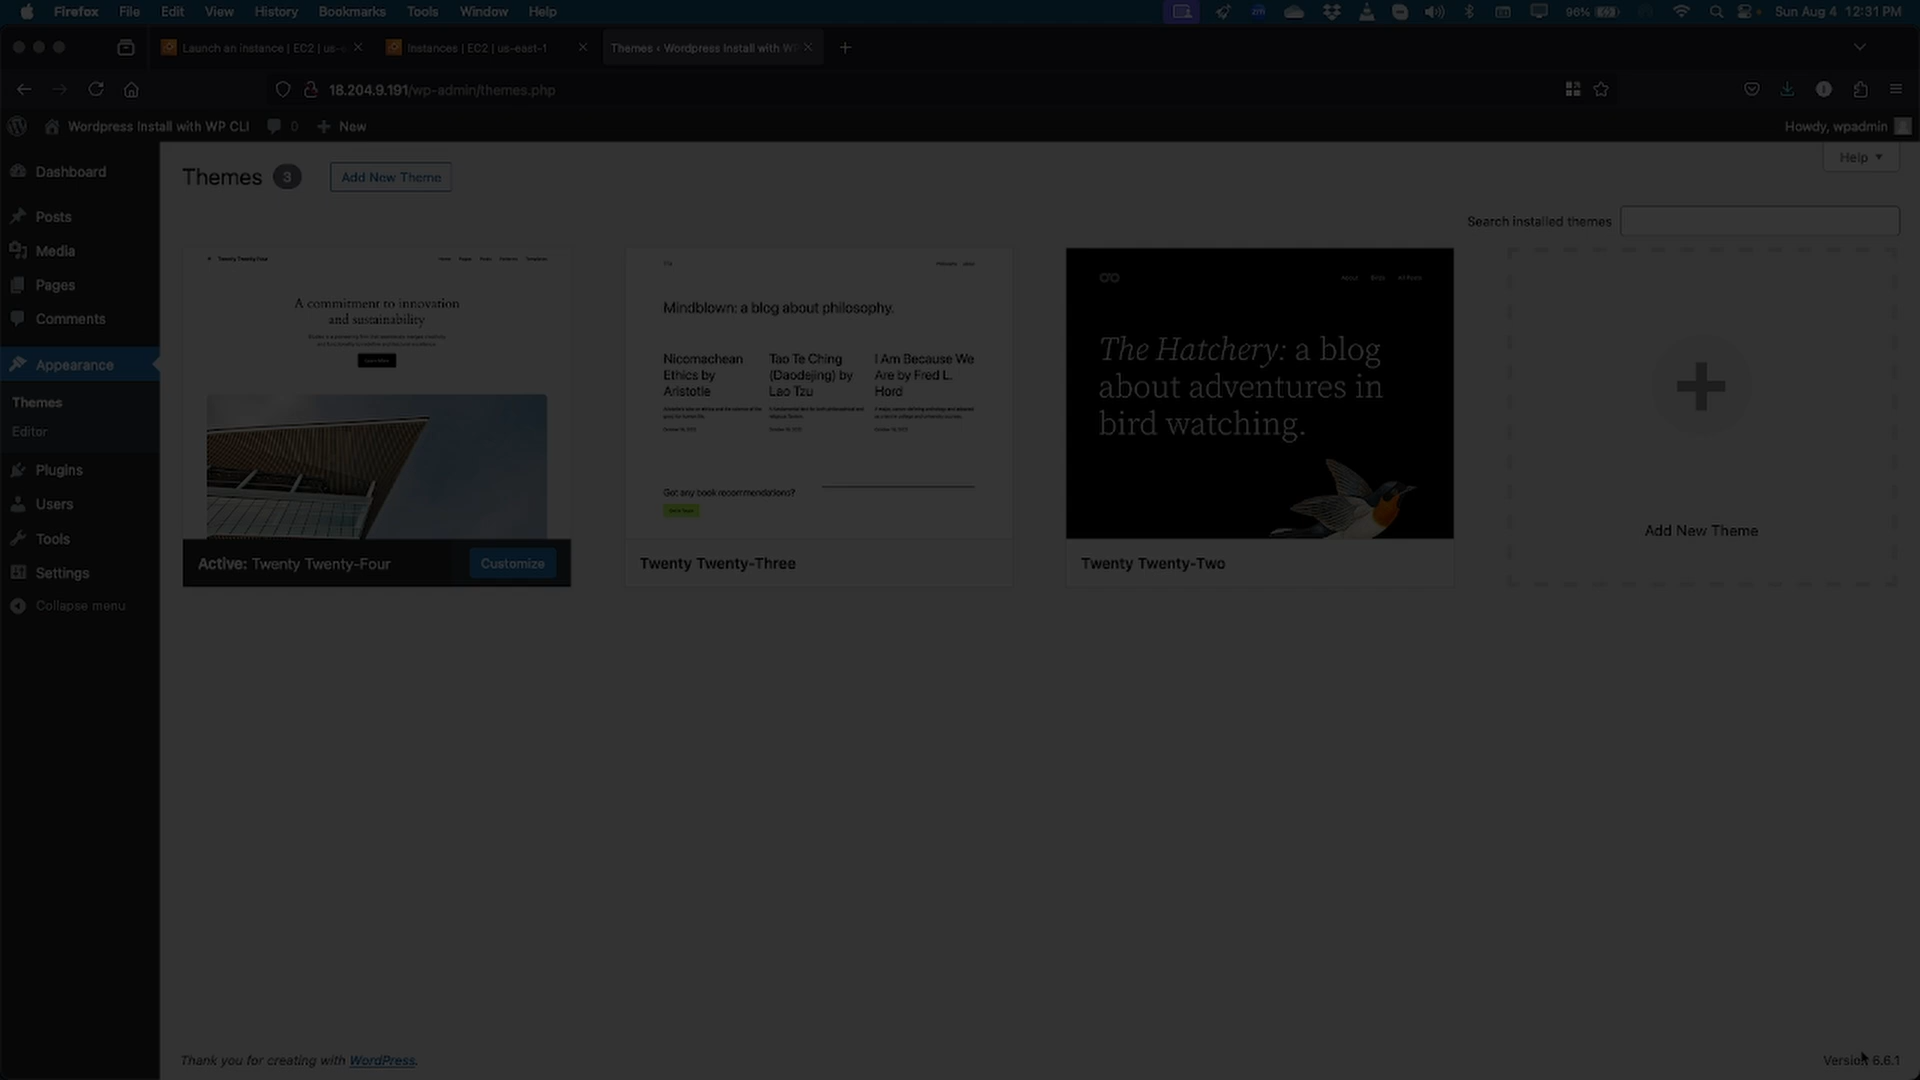 Firefox File Edit View History Bookmarks Tools Window Help
96% Sun Aug 4 12:31 PM
Launch an instance | EC2 | us-
Instances | EC2 | us-east-1
Themes ‹ Wordpress Install with
18.204.9.191/wp-admin/themes.php
Wordpress Install with WP CLI 0 New
Howdy, wpadmin
Help
Themes 3
Add New Theme
Search installed themes
Dashboard
Posts
Media
Pages
Comments
Appearance
Themes
Editor
Plugins
Users
Tools
Settings
Collapse menu
Twenty Twenty-Four
A commitment to innovation
and sustainability
Active: Twenty Twenty-Four
Customize
Mindblown: a blog about philosophy.
Nicomachean
Ethics by
Aristotle
Tao Te Ching
(Daodejing) by
Lao Tzu
I Am Because We
Are by Fred L.
Hord
Got any book recommendations?
Twenty Twenty-Three
The Hatchery: a blog
about adventures in
bird watching.
Twenty Twenty-Two
Add New Theme
Thank you for creating with WordPress.
Version 6.6.1